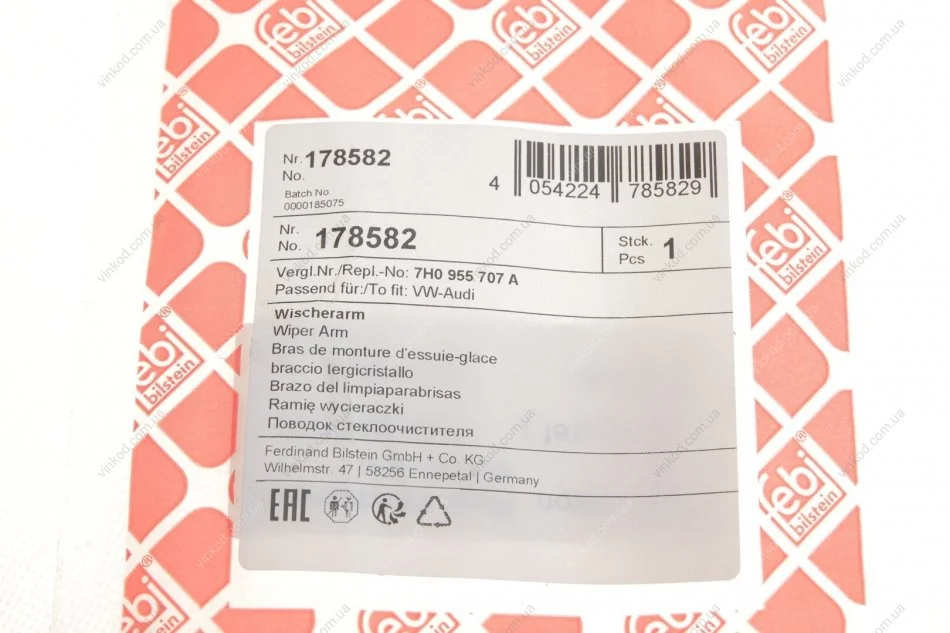 Nr. 178582
No.
Batch No.
0000185075
4 054224 785829
Nr.
No. 178582
Stck.
Pcs 1
Vergl.Nr./Repl.-No: 7H0 955 707 A
Passend für:/To fit: VW-Audi
Wischerarm
Wiper Arm
Bras de monture d'essuie-glace
braccio tergicristallo
Brazo del limpiaparabrisas
Ramię wycieraczki
Поводок стеклоочистителя
Ferdinand Bilstein GmbH + Co. KG
Wilhelmstr. 47 | 58256 Ennepetal | Germany
EAC
febi
bilstein
vinkod.com.ua